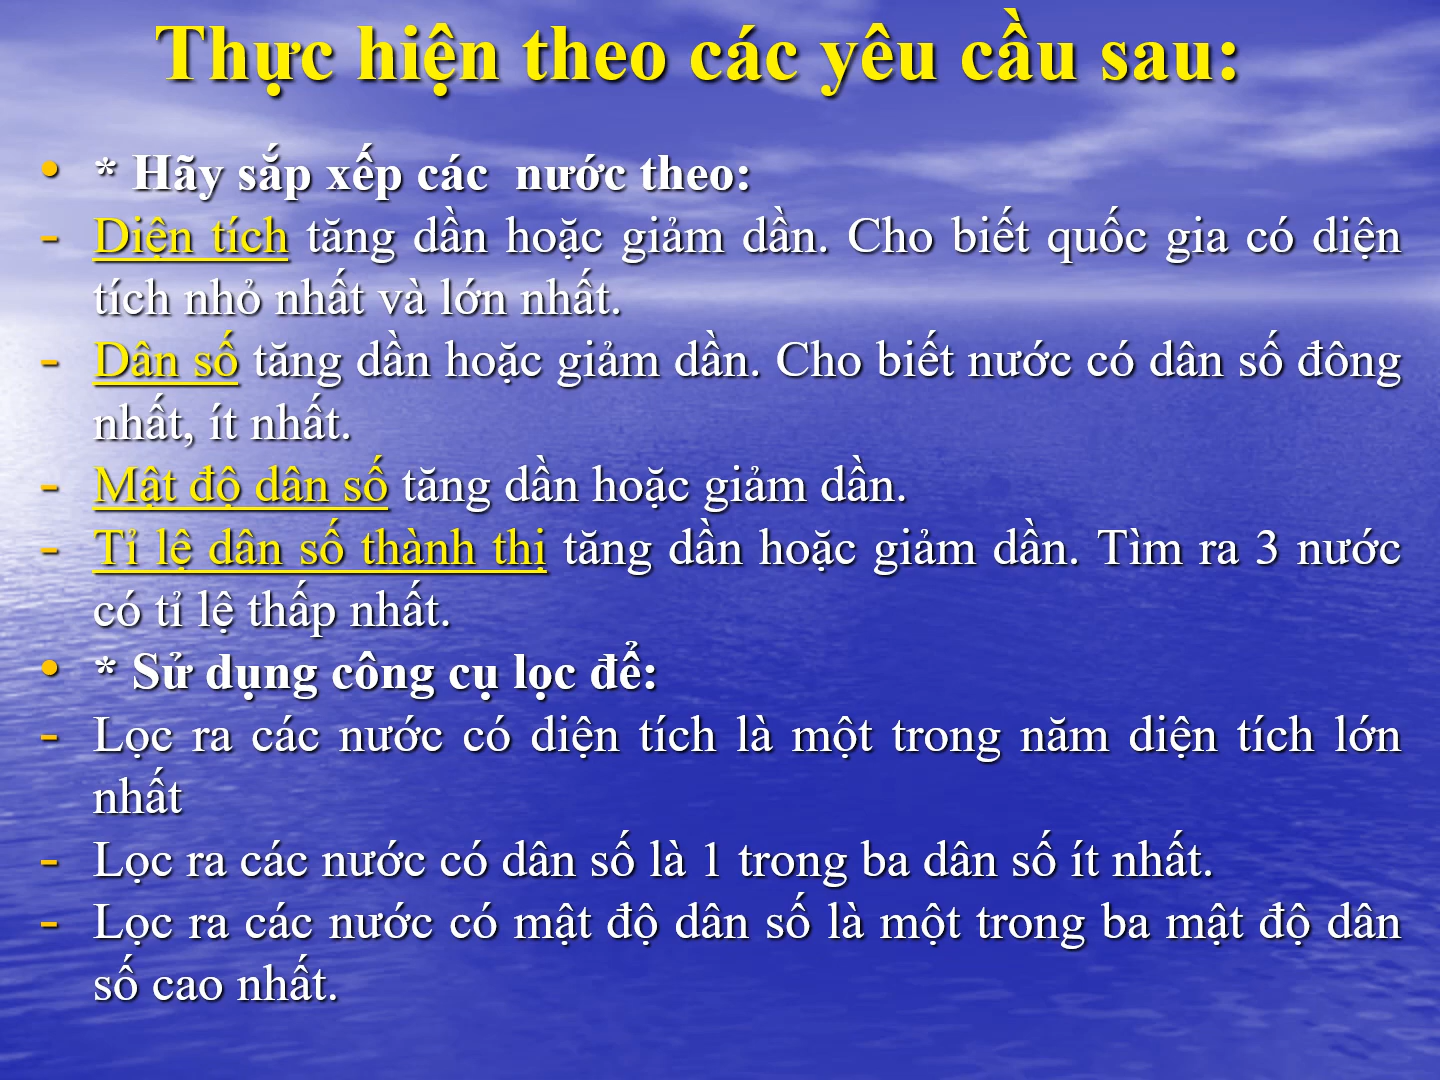 Thực hiện theo các yêu cầu sau:
• * Hãy sắp xếp các nước theo:
- Diện tích tăng dần hoặc giảm dần. Cho biết quốc gia có diện
tích nhỏ nhất và lớn nhất.
- Dân số tăng dần hoặc giảm dần. Cho biết nước có dân số đông
nhất, ít nhất.
- Mật độ dân số tăng dần hoặc giảm dần.
- Tỉ lệ dân số thành thị tăng dần hoặc giảm dần. Tìm ra 3 nước
có tỉ lệ thấp nhất.
• * Sử dụng công cụ lọc để:
- Lọc ra các nước có diện tích là một trong năm diện tích lớn
nhất
- Lọc ra các nước có dân số là 1 trong ba dân số ít nhất.
- Lọc ra các nước có mật độ dân số là một trong ba mật độ dân
số cao nhất.